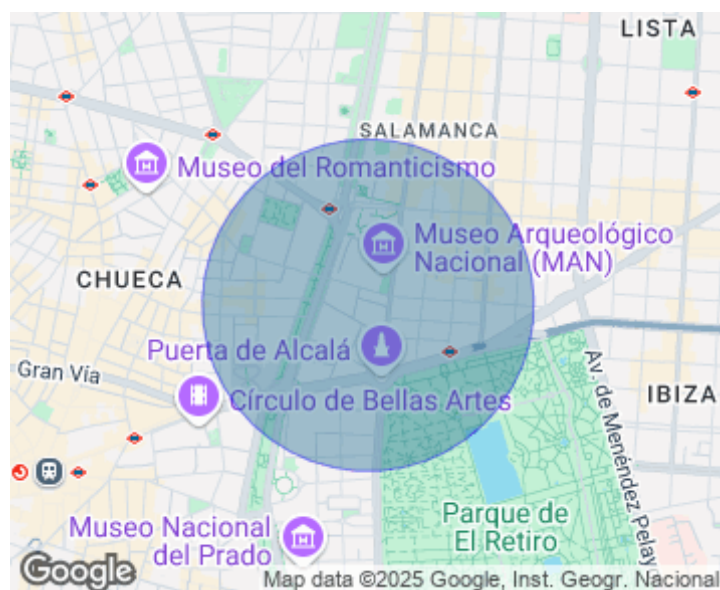 LISTA
SALAMANCA
Museo del Romanticismo
Museo Arqueológico
Nacional (MAN)
CHUECA
Puerta de Alcalá
Gran Vía
Círculo de Bellas Artes
Av. de Menéndez Pelayo
IBIZA
Parque de
El Retiro
Museo Nacional
del Prado
Google
Map data ©2025 Google, Inst. Geogr. Nacional